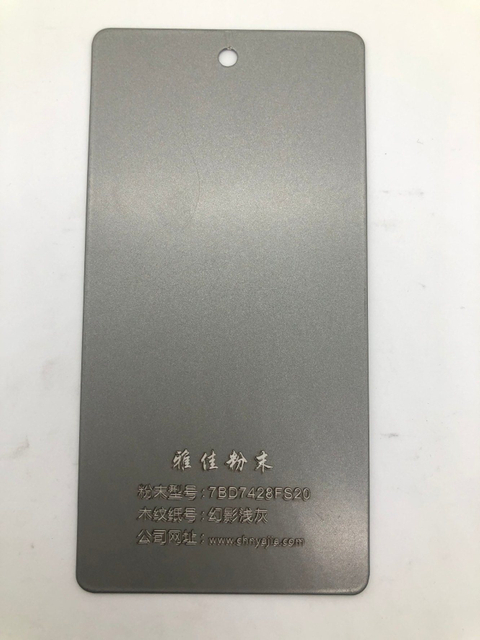 雅佳粉末
粉末型号:7BD7428FS20
木纹纸号:幻影浅灰
公司网址:www.chnyajia.com